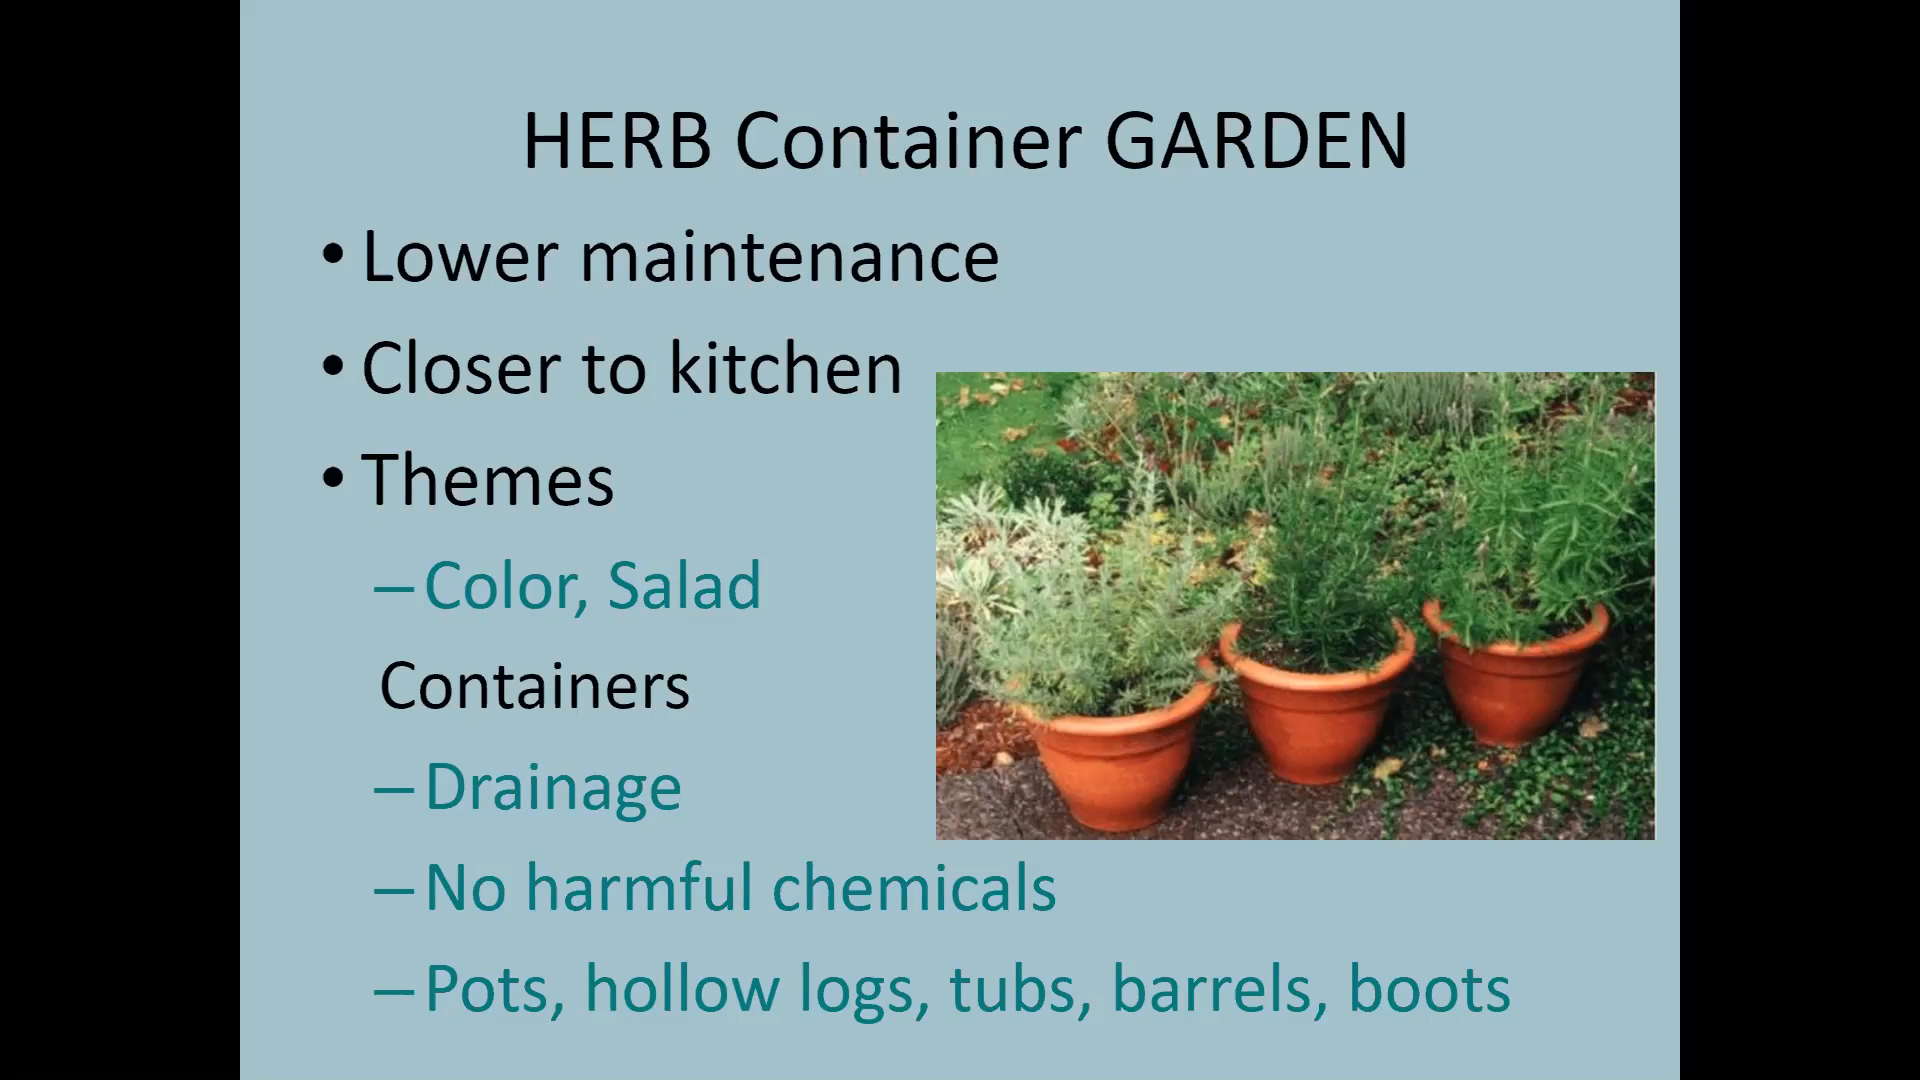 HERB Container GARDEN
• Lower maintenance
• Closer to kitchen
• Themes
– Color, Salad
Containers
– Drainage
– No harmful chemicals
– Pots, hollow logs, tubs, barrels, boots